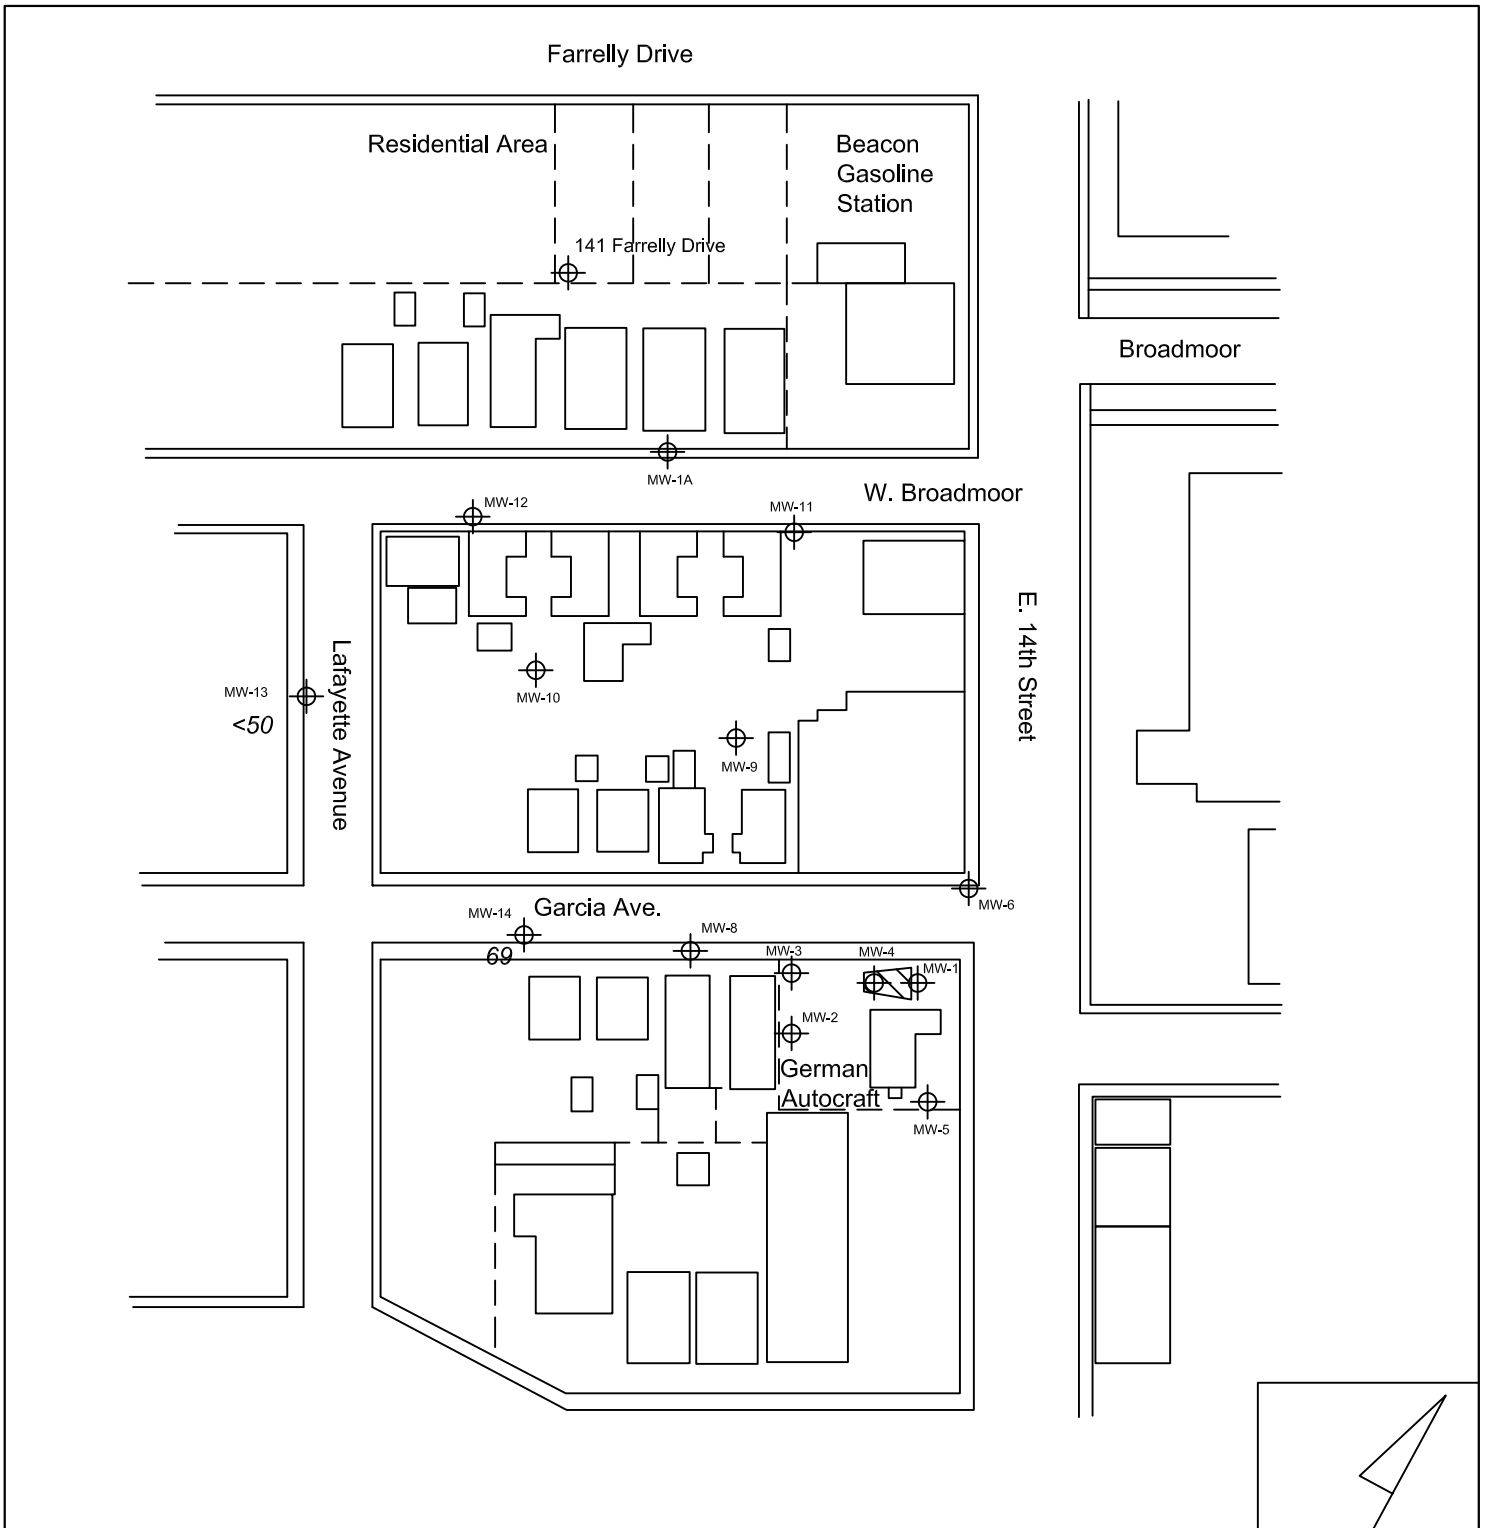 Farrelly Drive
Residential Area
Beacon
Gasoline
Station
141 Farrelly Drive
Broadmoor
MW-1A
W. Broadmoor
MW-12
MW-11
E. 14th Street
Lafayette Avenue
MW-13
<50
MW-10
MW-9
MW-6
Garcia Ave.
MW-14
69
MW-8
MW-3
MW-4
MW-1
MW-2
German
Autocraft
MW-5